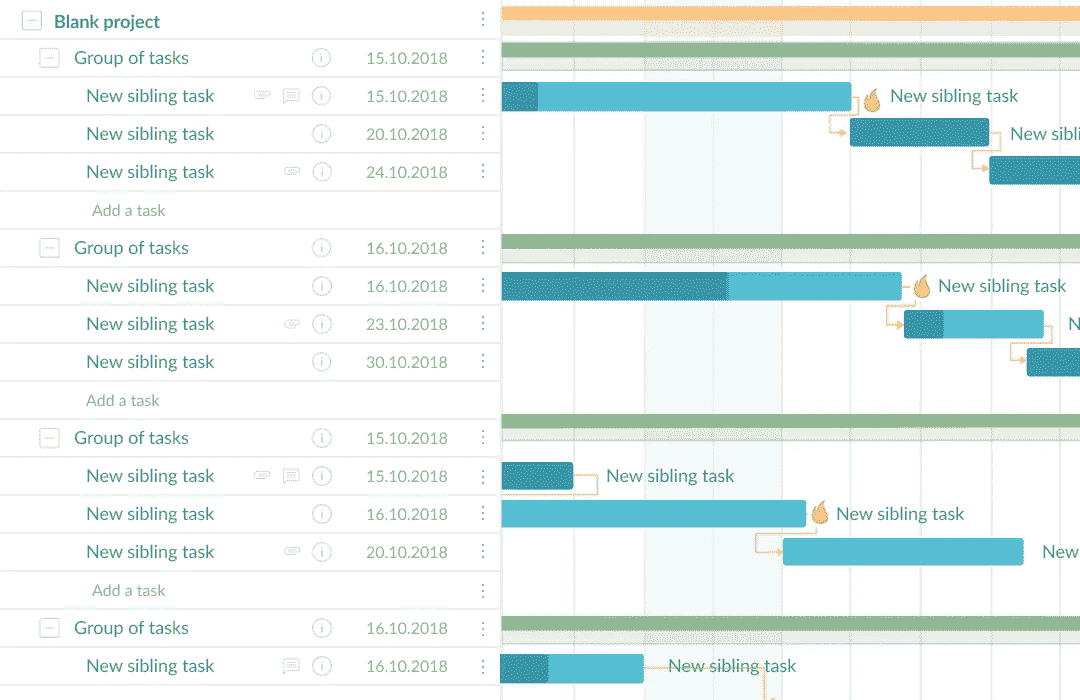 Blank project
Group of tasks 15.10.2018
New sibling task 15.10.2018 New sibling task
New sibling task 20.10.2018 New sibli
New sibling task 24.10.2018
Add a task
Group of tasks 16.10.2018
New sibling task 16.10.2018 New sibling task
New sibling task 23.10.2018 N
New sibling task 30.10.2018
Add a task
Group of tasks 15.10.2018
New sibling task 15.10.2018 New sibling task
New sibling task 16.10.2018 New sibling task
New sibling task 20.10.2018 New
Add a task
Group of tasks 16.10.2018
New sibling task 16.10.2018 New sibling task